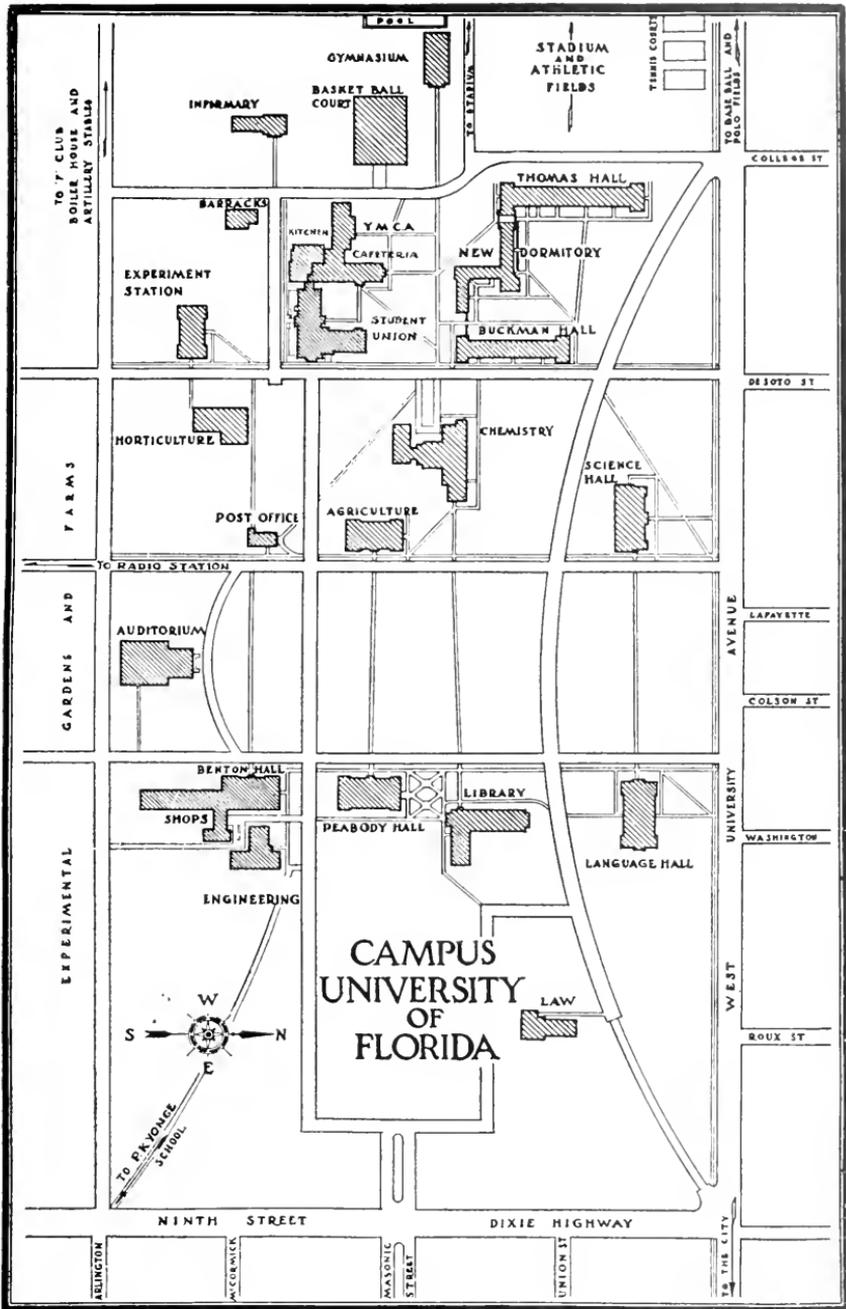 POOL
GYMNASIUM
STADIUM
AND
ATHLETIC
FIELDS
TENNIS COURTS
TO BASE BALL AND
POLO FIELDS
TO STADIUM
INFIRMARY
BASKET BALL
COURT
TO "F" CLUB
BOILER HOUSE AND
ARTILLERY STABLES
COLLEGE ST
THOMAS HALL
BARRACKS
YMCA
KITCHEN
CAFETERIA
NEW DORMITORY
EXPERIMENT
STATION
STUDENT
UNION
BUCKMAN HALL
DESOTO ST
HORTICULTURE
CHEMISTRY
SCIENCE
HALL
POST OFFICE
AGRICULTURE
TO RADIO STATION
LAFAYETTE
AUDITORIUM
COLSON ST
BENTON HALL
SHOPS
PEABODY HALL
LIBRARY
LANGUAGE HALL
WASHINGTON
ENGINEERING
EXPERIMENTAL GARDENS AND FARMS
WEST UNIVERSITY AVENUE
CAMPUS
UNIVERSITY
OF
FLORIDA
LAW
ROUX ST
W
S N
E
TO P.K YONGE
SCHOOL
NINTH STREET DIXIE HIGHWAY
ARLINGTON
MCCORMICK
MASONIC
STREET
UNION ST
TO THE CITY